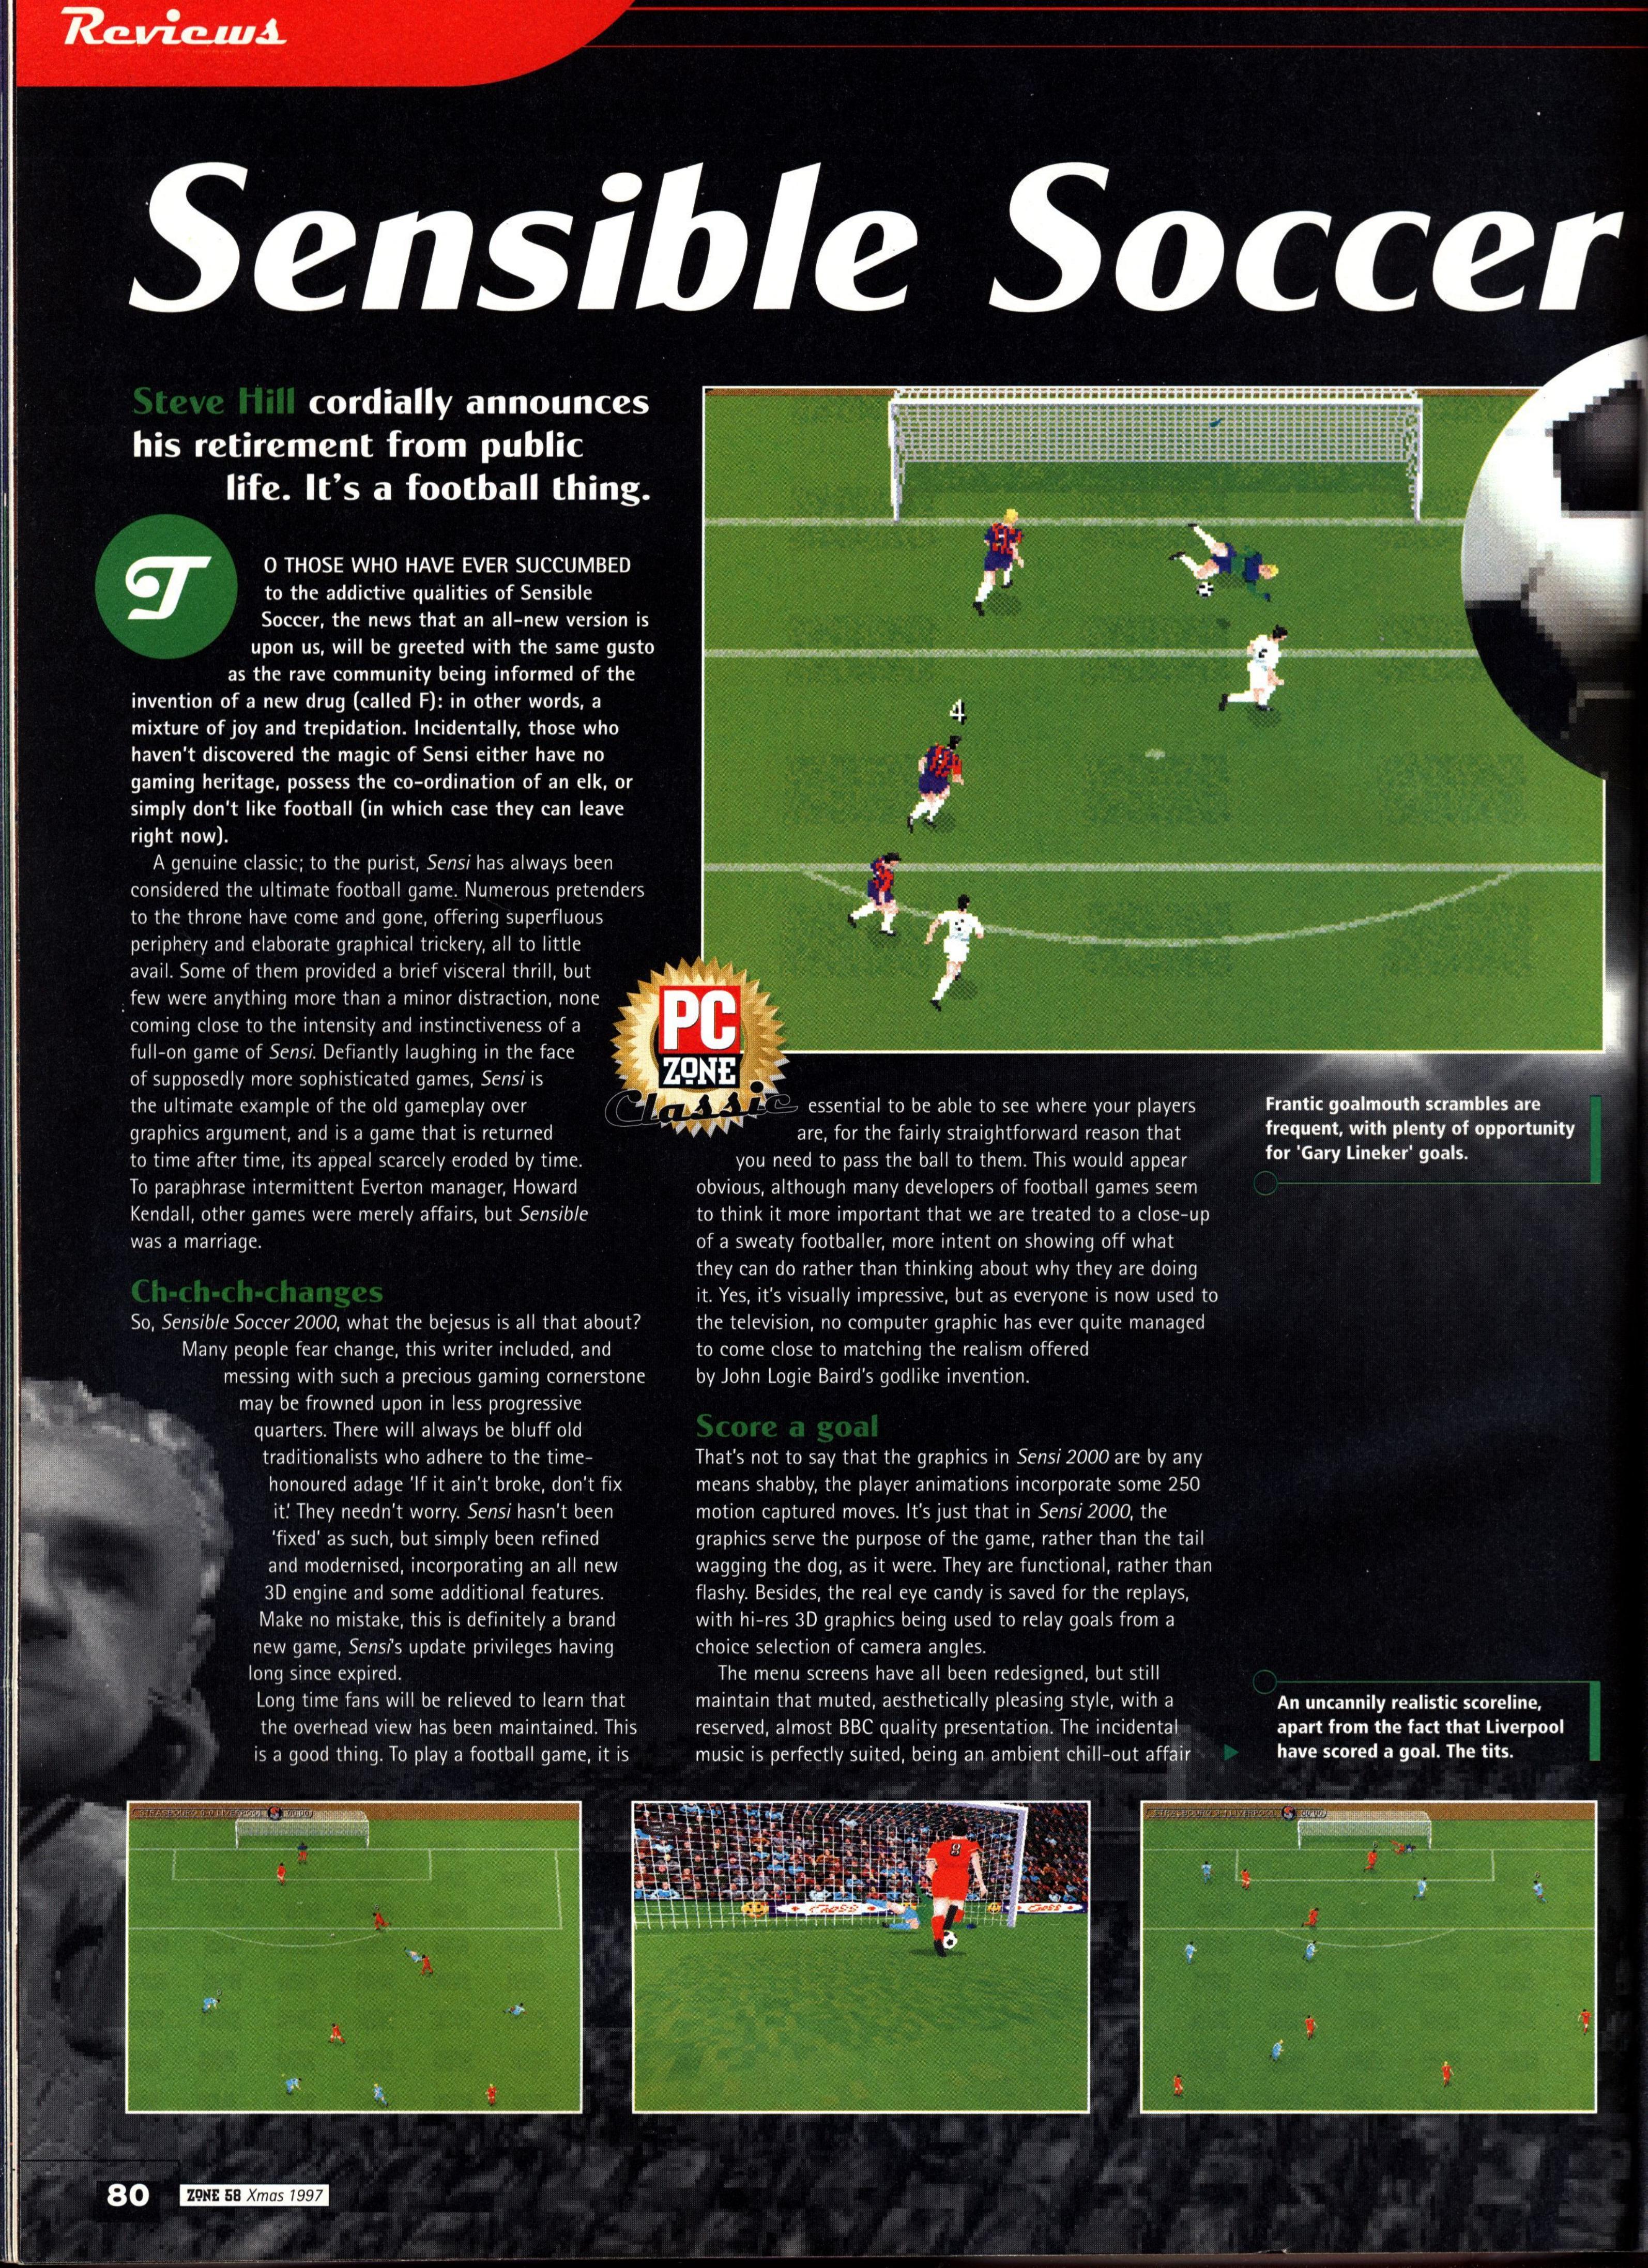 Reviews
Sensible Soccer
Steve Hill cordially announces
his retirement from public
life. It's a football thing.
TO THOSE WHO HAVE EVER SUCCUMBED
to the addictive qualities of Sensible
Soccer, the news that an all-new version is
upon us, will be greeted with the same gusto
as the rave community being informed of the
invention of a new drug (called F): in other words, a
mixture of joy and trepidation. Incidentally, those who
haven't discovered the magic of Sensi either have no
gaming heritage, possess the co-ordination of an elk, or
simply don't like football (in which case they can leave
right now).
A genuine classic; to the purist, Sensi has always been
considered the ultimate football game. Numerous pretenders
to the throne have come and gone, offering superfluous
periphery and elaborate graphical trickery, all to little
avail. Some of them provided a brief visceral thrill, but
few were anything more than a minor distraction, none
coming close to the intensity and instinctiveness of a
full-on game of Sensi. Defiantly laughing in the face
of supposedly more sophisticated games, Sensi is
the ultimate example of the old gameplay over
graphics argument, and is a game that is returned
to time after time, its appeal scarcely eroded by time.
To paraphrase intermittent Everton manager, Howard
Kendall, other games were merely affairs, but Sensible
was a marriage.
Ch-ch-ch-changes
So, Sensible Soccer 2000, what the bejesus is all that about?
Many people fear change, this writer included, and
messing with such a precious gaming cornerstone
may be frowned upon in less progressive
quarters. There will always be bluff old
traditionalists who adhere to the time-
honoured adage 'If it ain't broke, don't fix
it.' They needn't worry. Sensi hasn't been
'fixed' as such, but simply been refined
and modernised, incorporating an all new
3D engine and some additional features.
Make no mistake, this is definitely a brand
new game, Sensi's update privileges having
long since expired.
Long time fans will be relieved to learn that
the overhead view has been maintained. This
is a good thing. To play a football game, it is
4
PC
ZONE
Classic
essential to be able to see where your players
are, for the fairly straightforward reason that
you need to pass the ball to them. This would appear
obvious, although many developers of football games seem
to think it more important that we are treated to a close-up
of a sweaty footballer, more intent on showing off what
they can do rather than thinking about why they are doing
it. Yes, it's visually impressive, but as everyone is now used to
the television, no computer graphic has ever quite managed
to come close to matching the realism offered
by John Logie Baird's godlike invention.
Score a goal
That's not to say that the graphics in Sensi 2000 are by any
means shabby, the player animations incorporate some 250
motion captured moves. It's just that in Sensi 2000, the
graphics serve the purpose of the game, rather than the tail
wagging the dog, as it were. They are functional, rather than
flashy. Besides, the real eye candy is saved for the replays,
with hi-res 3D graphics being used to relay goals from a
choice selection of camera angles.
The menu screens have all been redesigned, but still
maintain that muted, aesthetically pleasing style, with a
reserved, almost BBC quality presentation. The incidental
music is perfectly suited, being an ambient chill-out affair
Frantic goalmouth scrambles are
frequent, with plenty of opportunity
for 'Gary Lineker' goals.
An uncannily realistic scoreline,
apart from the fact that Liverpool
have scored a goal. The tits.
8
80
ZONE 58 Xmas 1997